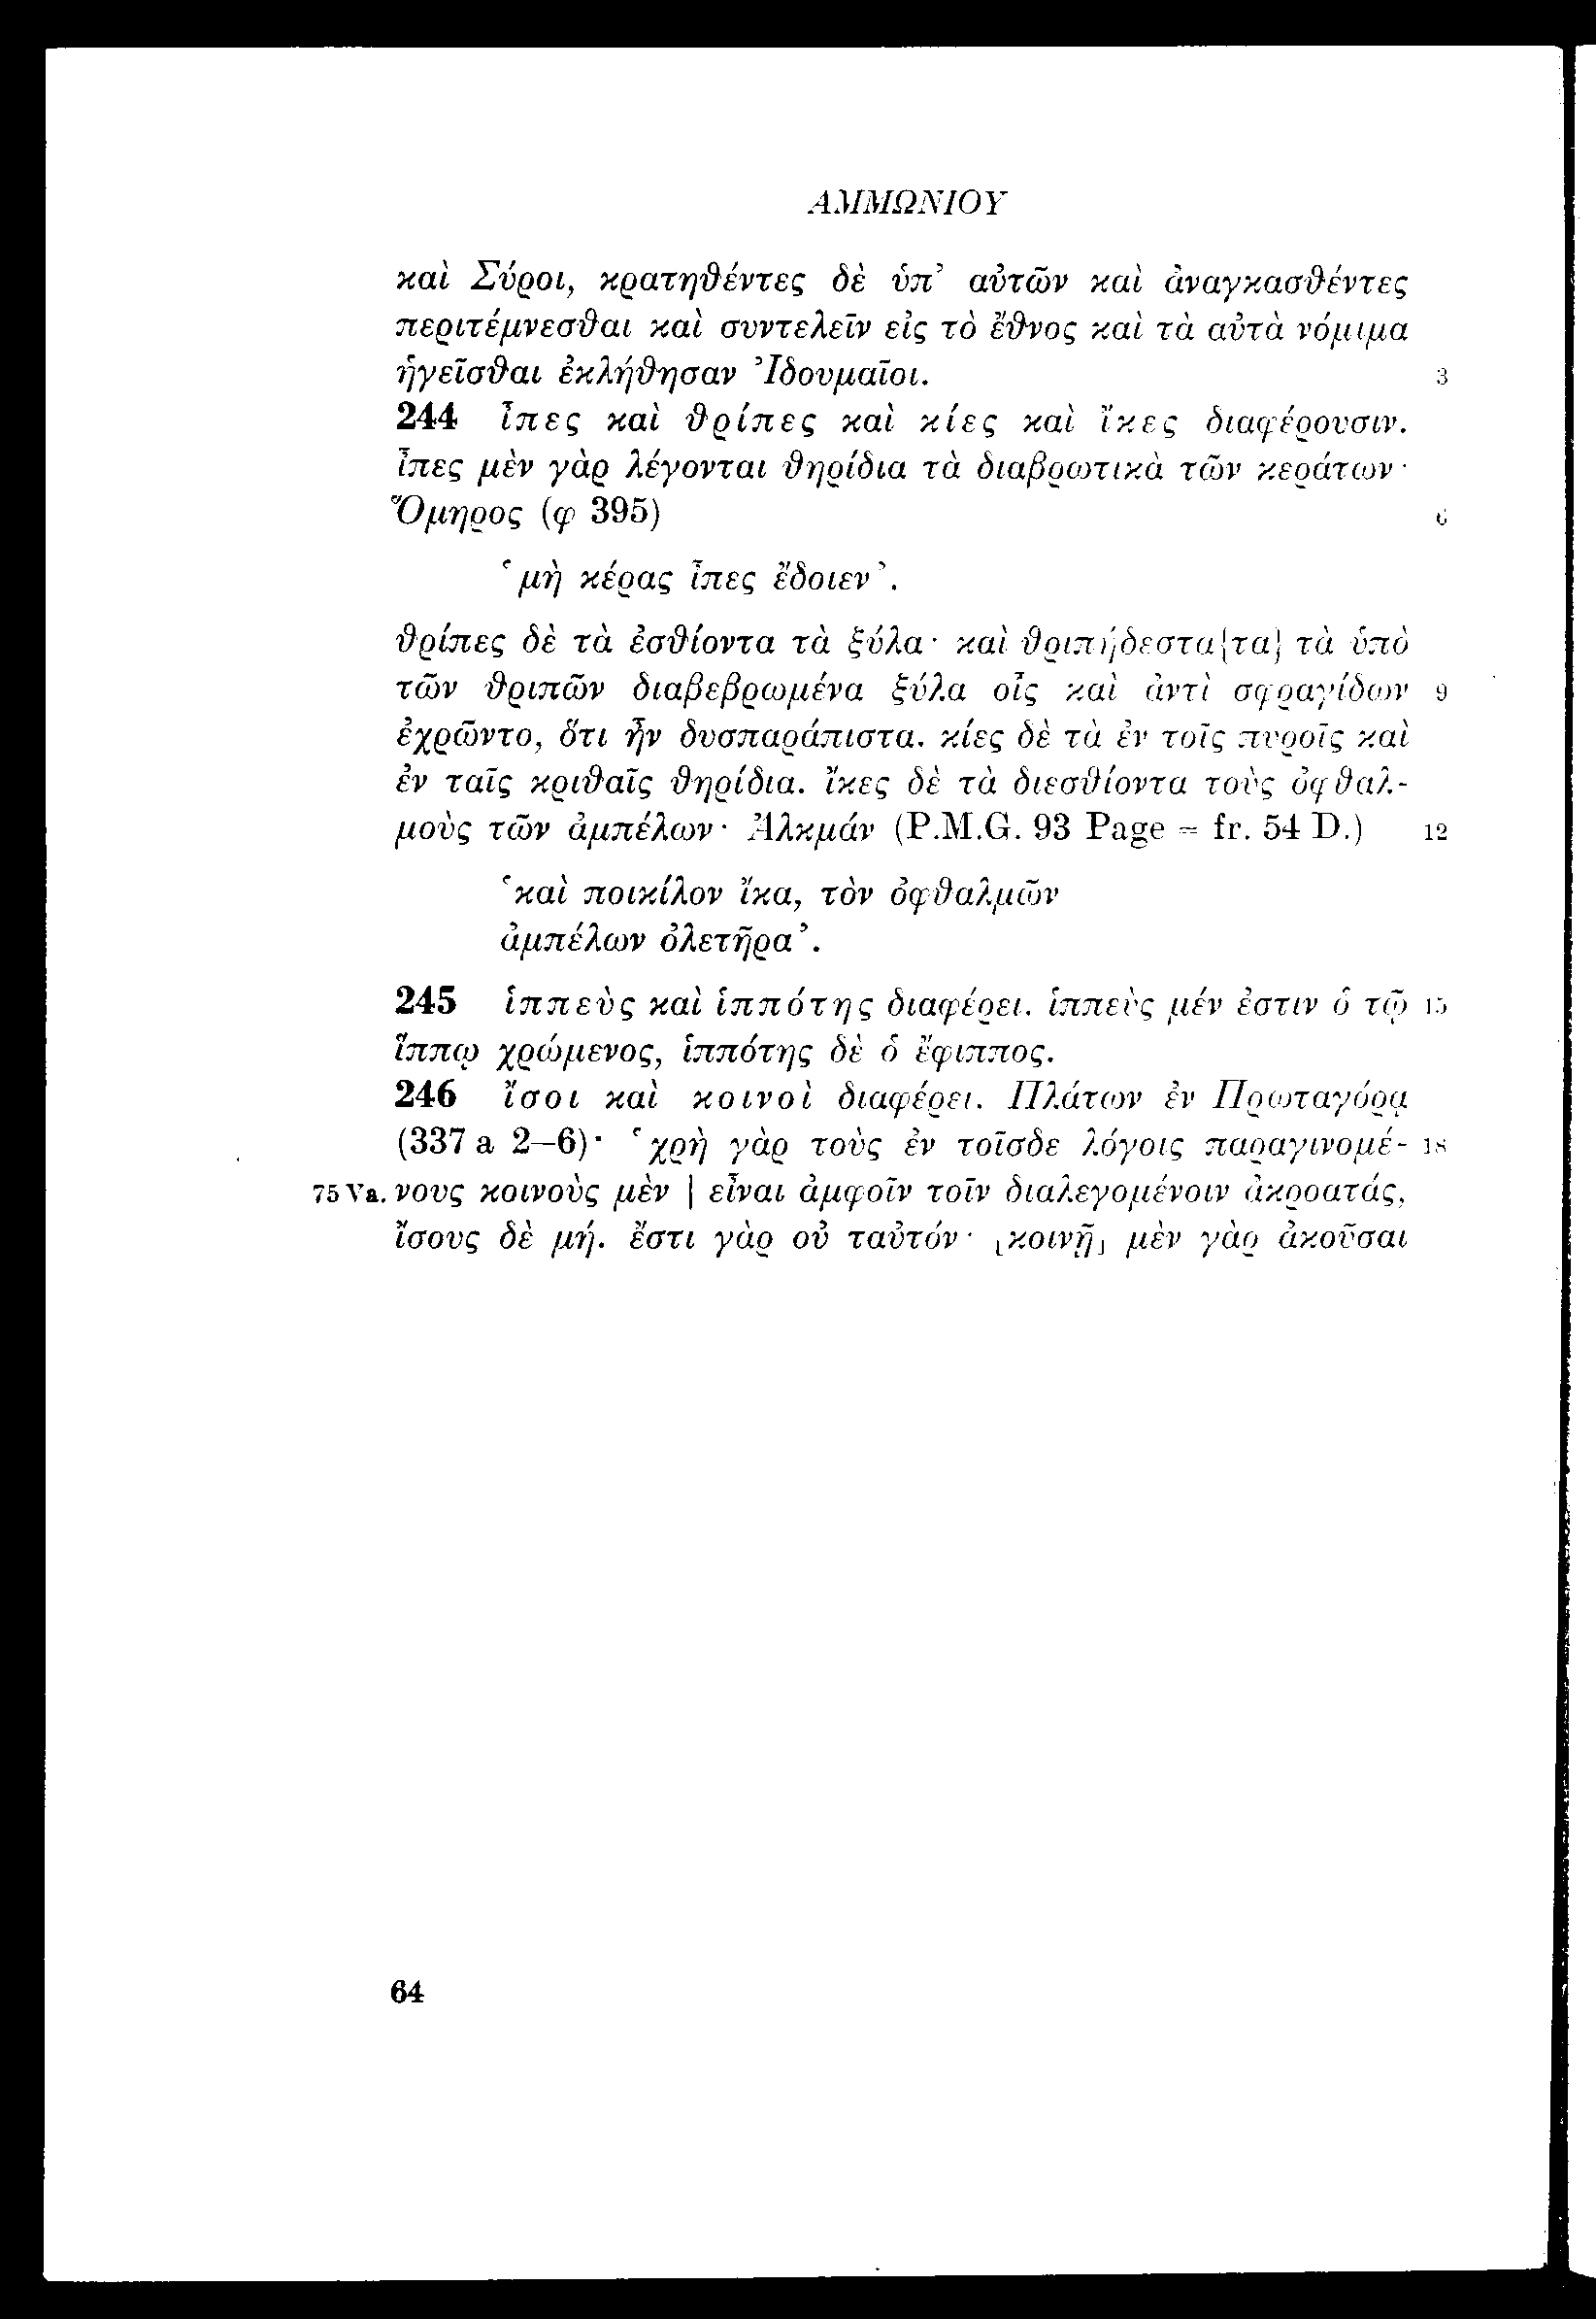 ΑΜΜΩΝΙΟΥ
καὶ Σύροι, κρατηθέντες δὲ ὑπ’ αὐτῶν καὶ ἀναγκασθέντες
περιτέμνεσθαι καὶ συντελεῖν εἰς τὸ ἔθνος καὶ τὰ αὐτὰ νόμιμα
ἡγεῖσθαι ἐκλήθησαν Ἰδουμαῖοι. 3
244 ἶπες καὶ θρίπες καὶ κίες καὶ ἴκες διαφέρουσιν.
ἶπες μὲν γὰρ λέγονται θηρίδια τὰ διαβρωτικὰ τῶν κεράτων·
Ὅμηρος (φ 395) 6
‘μὴ κέρας ἶπες ἔδοιεν’.
θρίπες δὲ τὰ ἐσθίοντα τὰ ξύλα· καὶ θριπήδεστα{τα} τὰ ὑπὸ
τῶν θριπῶν διαβεβρωμένα ξύλα οἷς καὶ ἀντὶ σφραγίδων 9
ἐχρῶντο, ὅτι ἦν δυσπαράπιστα. κίες δὲ τὰ ἐν τοῖς πυροῖς καὶ
ἐν ταῖς κριθαῖς θηρίδια. ἴκες δὲ τὰ διεσθίοντα τοὺς ὀφθαλ-
μοὺς τῶν ἀμπέλων· Ἀλκμάν (P.M.G. 93 Page = fr. 54 D.) 12
‘καὶ ποικίλον ἴκα, τὸν ὀφθαλμῶν
ἀμπέλων ὀλετῆρα’.
245 ἱππεὺς καὶ ἱππότης διαφέρει. ἱππεὺς μέν ἐστιν ὁ τῷ 15
ἵππῳ χρώμενος, ἱππότης δὲ ὁ ἔφιππος.
246 ἴσοι καὶ κοινοὶ διαφέρει. Πλάτων ἐν Πρωταγόρᾳ
(337 a 2–6)· ‘χρὴ γὰρ τοὺς ἐν τοῖσδε λόγοις παραγινομέ- 18
75 Va. νους κοινοὺς μὲν | εἶναι ἀμφοῖν τοῖν διαλεγομένοιν ἀκροατάς,
ἴσους δὲ μή. ἔστι γὰρ οὐ ταὐτόν· ⌊κοινῇ⌋ μὲν γὰρ ἀκοῦσαι
64